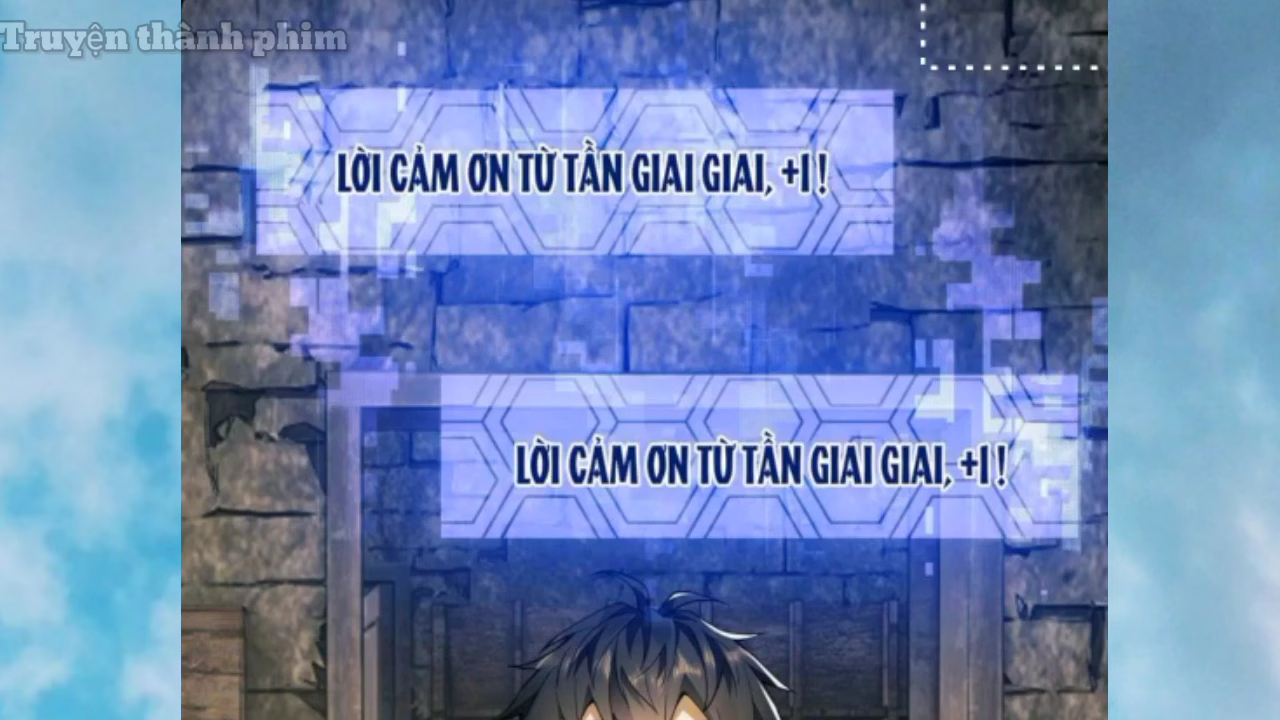 Truyện thành phim
LỜI CẢM ƠN TỪ TẦN GIAI GIAI, +1!
LỜI CẢM ƠN TỪ TẦN GIAI GIAI, +1!